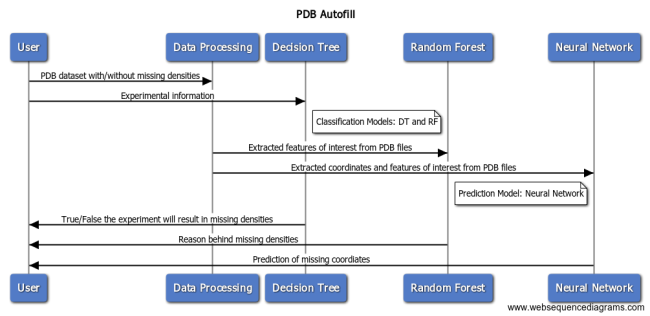 PDB Autofill
User Data Processing Decision Tree Random Forest Neural Network
PDB dataset with/without missing densities
Experimental information
Classification Models: DT and RF
Extracted features of interest from PDB files
Extracted coordinates and features of interest from PDB files
Prediction Model: Neural Network
True/False the experiment will result in missing densities
Reason behind missing densities
Prediction of missing coordiates
User Data Processing Decision Tree Random Forest Neural Network
www.websequencediagrams.com